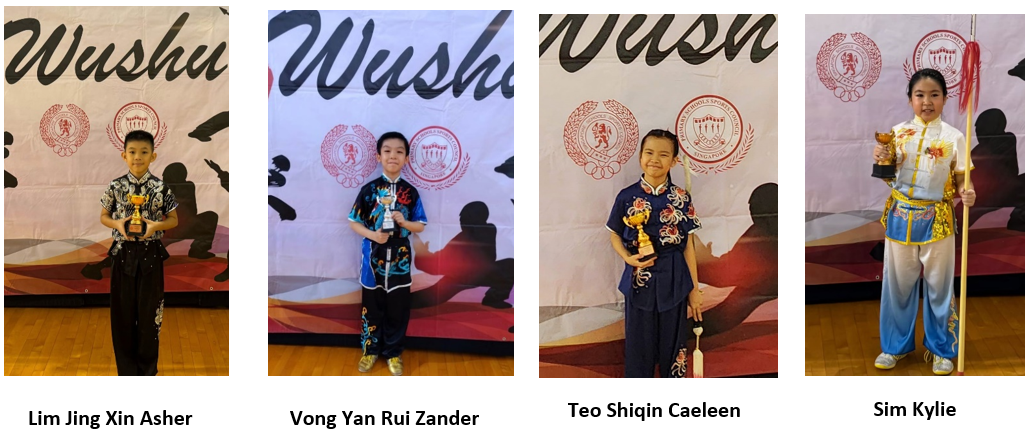 Wushu
Wushu
Wushu
PRIMARY SCHOOLS SPORTS COUNCIL
SINGAPORE
Lim Jing Xin Asher
Vong Yan Rui Zander
Teo Shiqin Caeleen
Sim Kylie